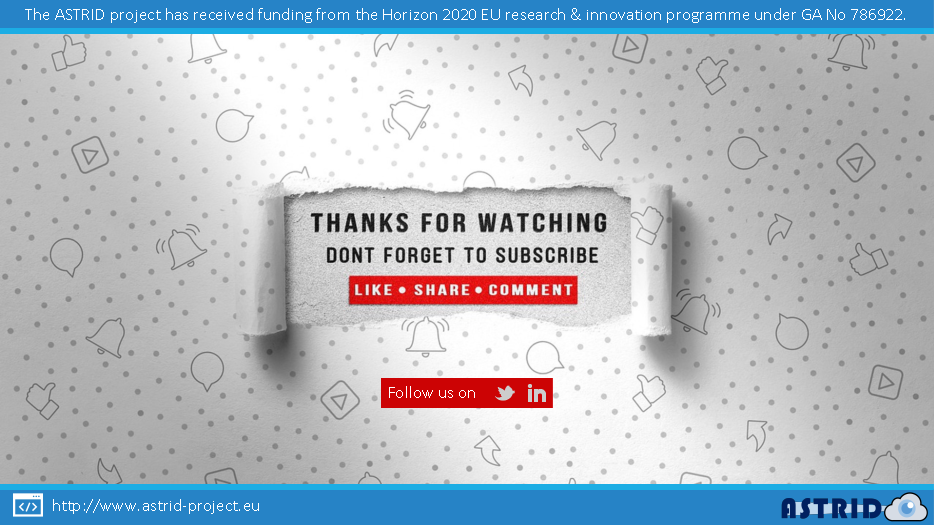 The ASTRID project has received funding from the Horizon 2020 EU research & innovation programme under GA No 786922.
THANKS FOR WATCHING
DONT FORGET TO SUBSCRIBE
LIKE • SHARE • COMMENT
Follow us on
http://www.astrid-project.eu
ASTRID